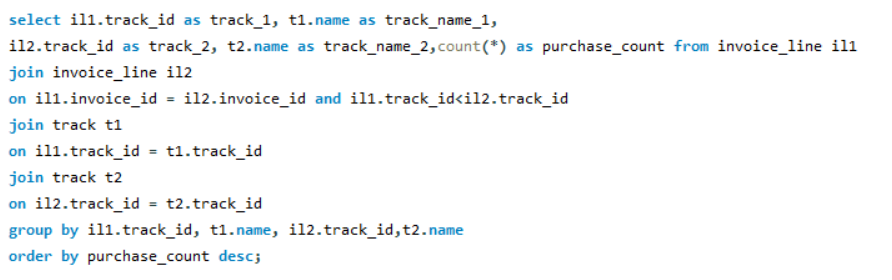 select il1.track_id as track_1, t1.name as track_name_1,
il2.track_id as track_2, t2.name as track_name_2,count(*) as purchase_count from invoice_line il1
join invoice_line il2
on il1.invoice_id = il2.invoice_id and il1.track_id<il2.track_id
join track t1
on il1.track_id = t1.track_id
join track t2
on il2.track_id = t2.track_id
group by il1.track_id, t1.name, il2.track_id,t2.name
order by purchase_count desc;